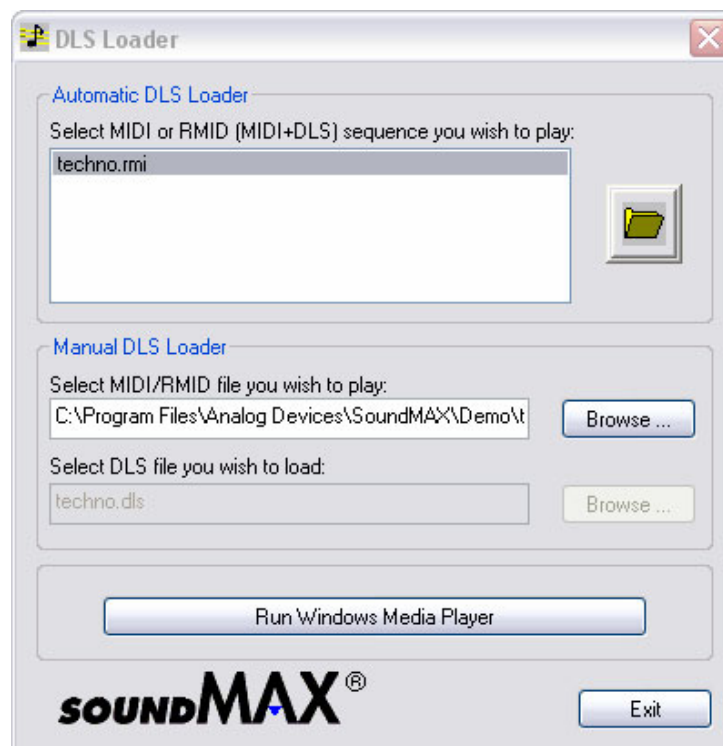 DLS Loader
Automatic DLS Loader
Select MIDI or RMID (MIDI+DLS) sequence you wish to play:
techno.rmi
Manual DLS Loader
Select MIDI/RMID file you wish to play:
C:\Program Files\Analog Devices\SoundMAX\Demo\t
Browse ...
Select DLS file you wish to load:
techno.dls
Browse ...
Run Windows Media Player
SOUNDMAX®
Exit